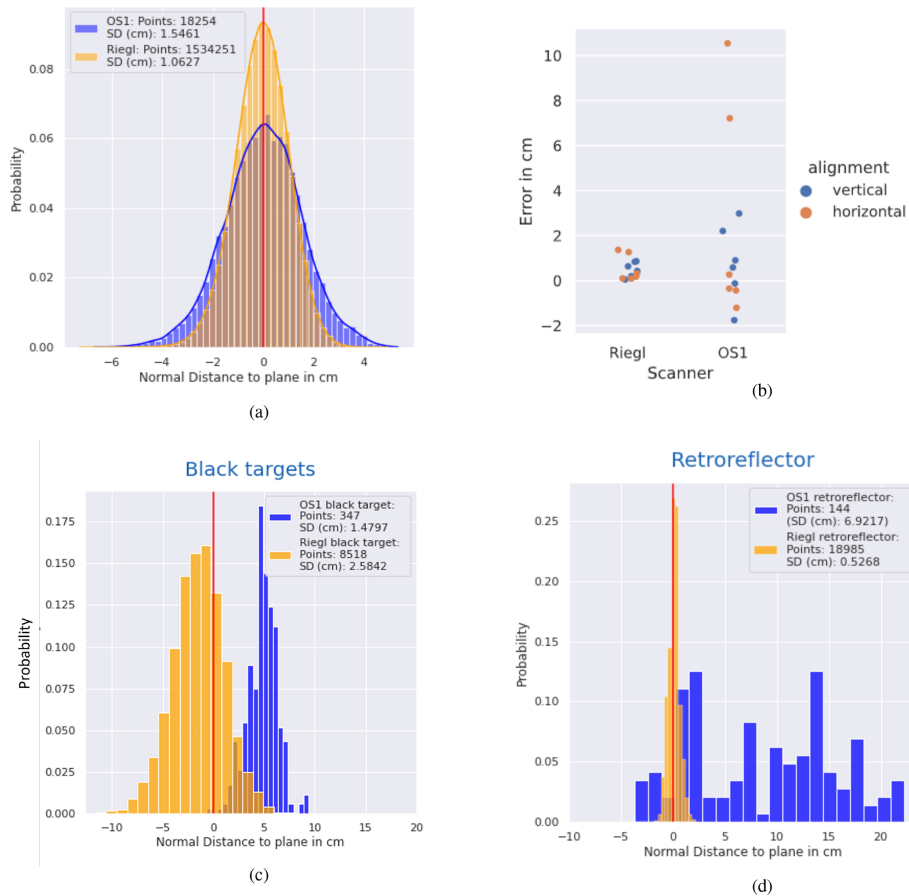 OS1: Points: 18254
SD (cm): 1.5461
Riegl: Points: 1534251
SD (cm): 1.0627
0.08
0.06
0.04
0.02
0.00
Probability
−6 −4 −2 0 2 4
Normal Distance to plane in cm
(a)
10
8
6
4
2
0
−2
Error in cm
Riegl OS1
Scanner
alignment
vertical
horizontal
(b)
Black targets
OS1 black target:
Points: 347
SD (cm): 1.4797
Riegl black target:
Points: 8518
SD (cm): 2.5842
0.175
0.150
0.125
0.100
0.075
0.050
0.025
0.000
Probability
−10 −5 0 5 10 15 20
Normal Distance to plane in cm
(c)
Retroreflector
OS1 retroreflector:
Points: 144
(SD (cm): 6.9217)
Riegl retroreflector:
Points: 18985
SD (cm): 0.5268
0.25
0.20
0.15
0.10
0.05
0.00
Probability
−10 −5 0 5 10 15 20
Normal Distance to plane in cm
(d)